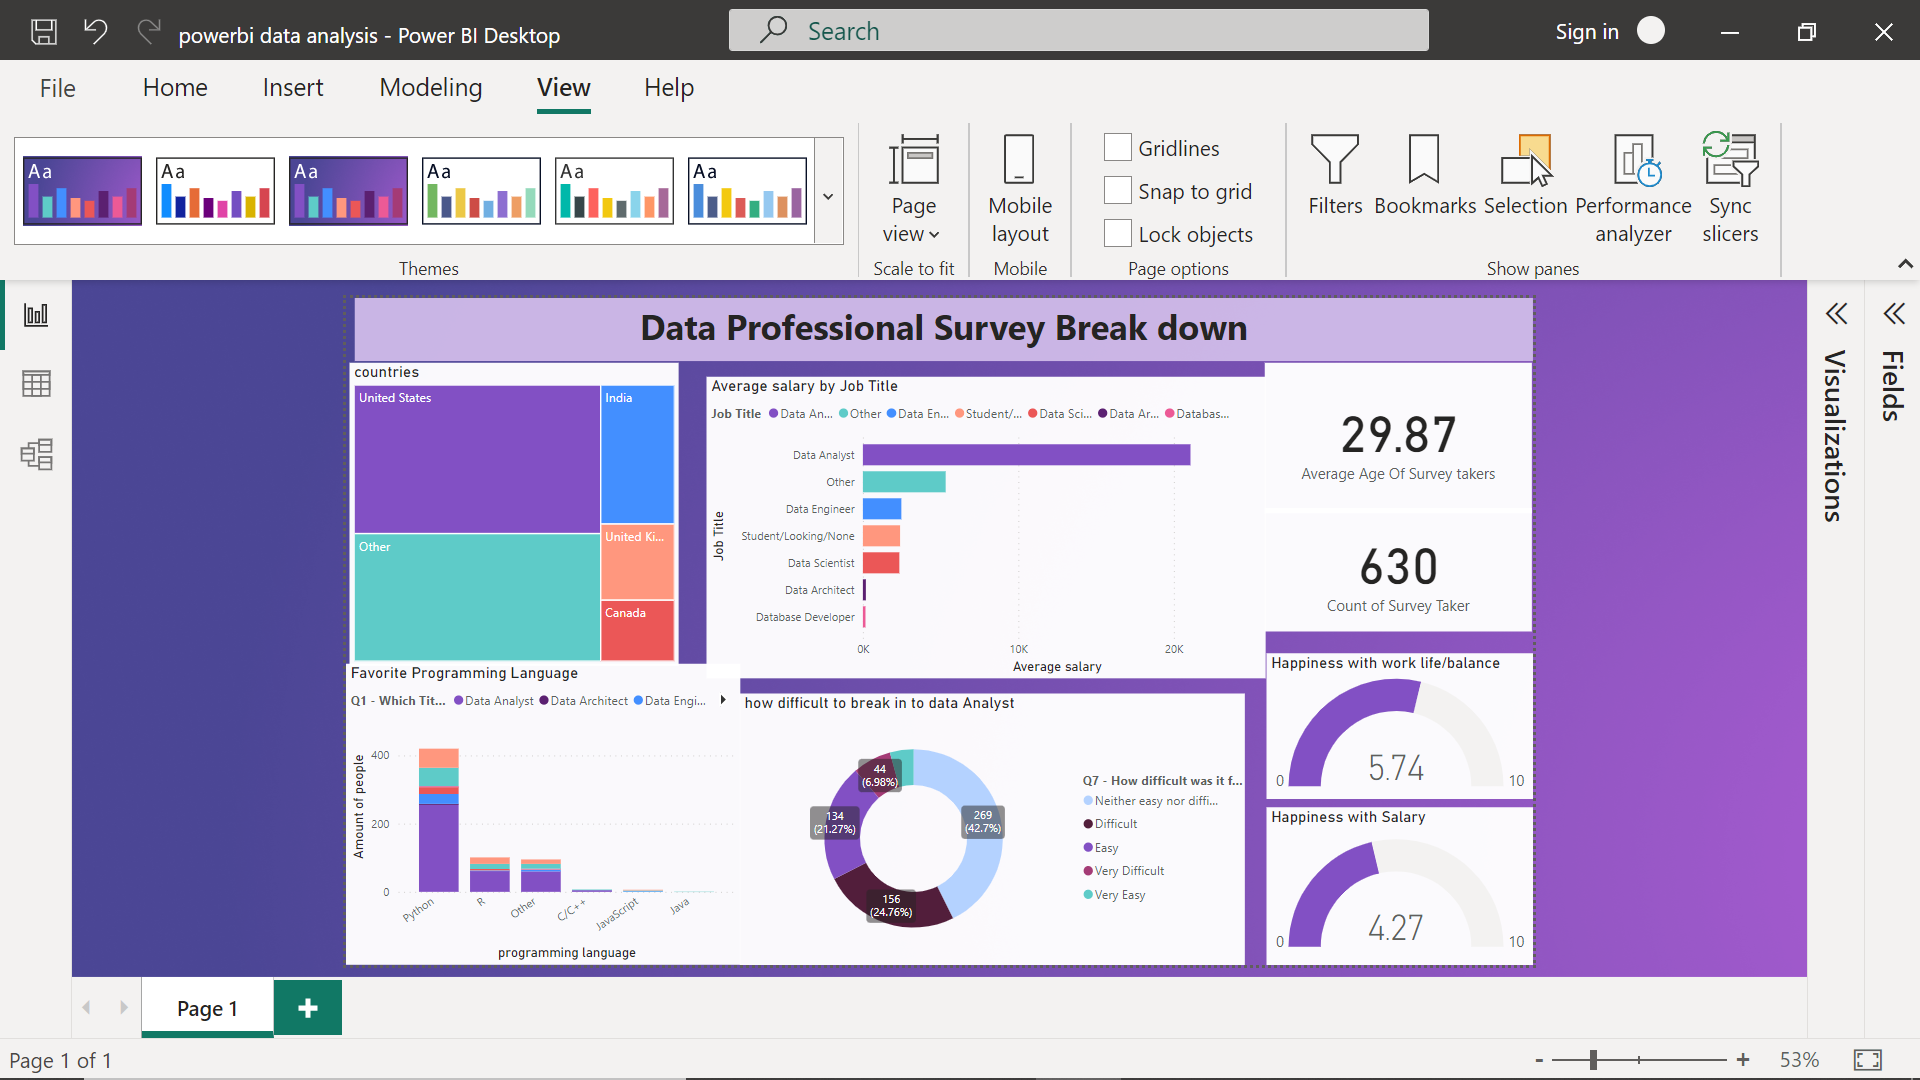 powerbi data analysis - Power BI Desktop
Search
Sign in
File
Home
Insert
Modeling
View
Help
Aa
Aa
Aa
Aa
Aa
Aa
Themes
Page view
Scale to fit
Mobile layout
Mobile
Gridlines
Snap to grid
Lock objects
Page options
Filters
Bookmarks
Selection
Performance analyzer
Sync slicers
Show panes
Data Professional Survey Break down
countries
United States
India
Other
United Ki...
Canada
Average salary by Job Title
Job Title
Data An...
Other
Data En...
Student/...
Data Sci...
Data Ar...
Databas...
Job Title
Data Analyst
Other
Data Engineer
Student/Looking/None
Data Scientist
Data Architect
Database Developer
0K
10K
20K
Average salary
29.87
Average Age Of Survey takers
630
Count of Survey Taker
Favorite Programming Language
Q1 - Which Tit...
Data Analyst
Data Architect
Data Engi...
Amount of people
400
200
0
Python
R
Other
C/C++
JavaScript
Java
programming language
how difficult to break in to data Analyst
44
(6.98%)
134
(21.27%)
269
(42.7%)
156
(24.76%)
Q7 - How difficult was it f...
Neither easy nor diffi...
Difficult
Easy
Very Difficult
Very Easy
Happiness with work life/balance
0
5.74
10
Happiness with Salary
0
4.27
10
Visualizations
Fields
Page 1
+
Page 1 of 1
-
+
53%